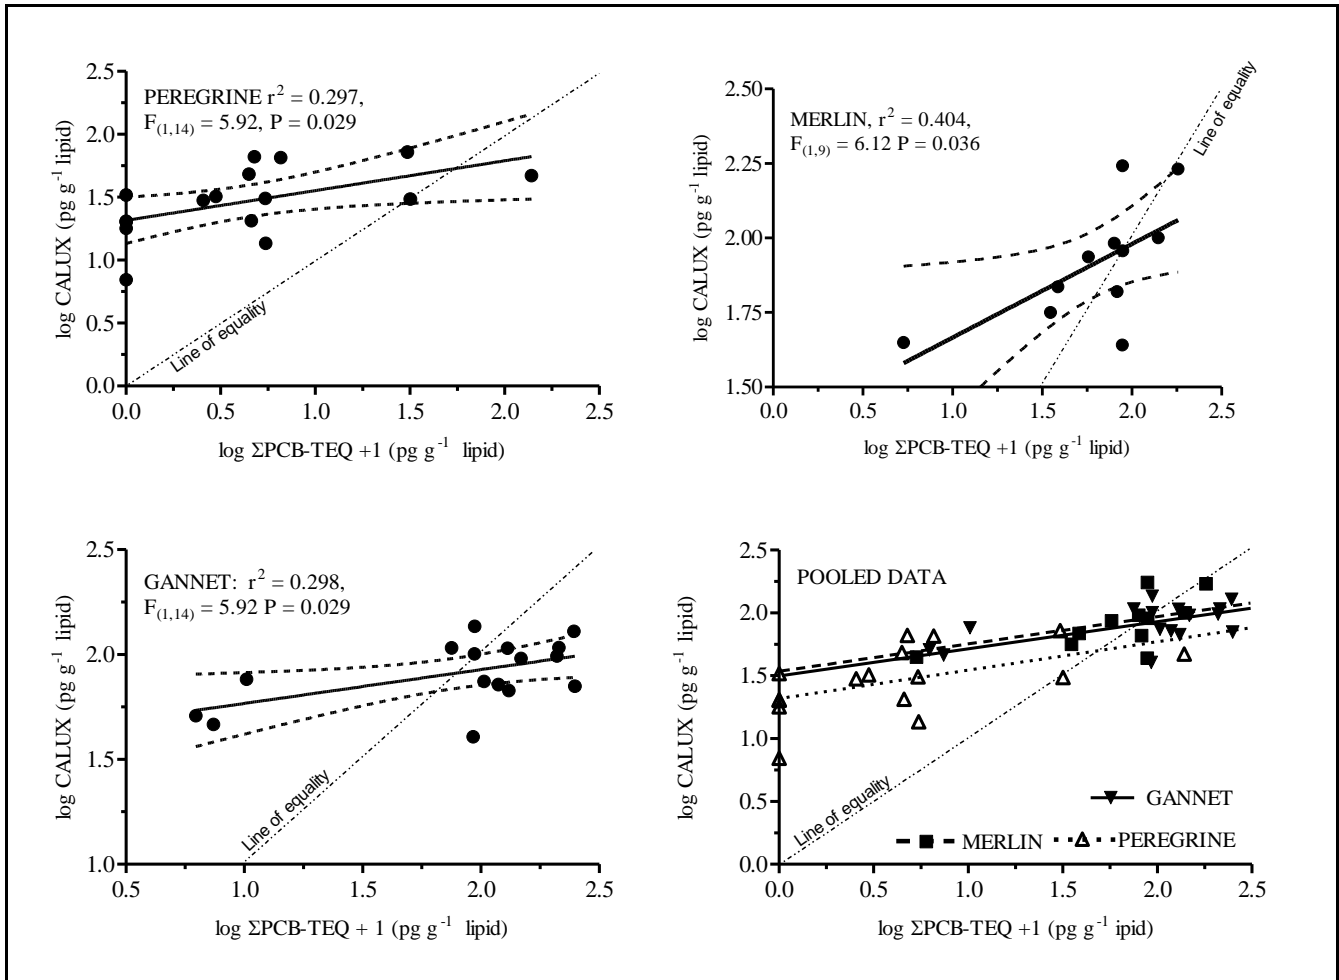 PEREGRINE r² = 0.297,
F(1,14) = 5.92, P = 0.029
log CALUX (pg g⁻¹ lipid)
2.5
2.0
1.5
1.0
0.5
0.0
Line of equality
0.0 0.5 1.0 1.5 2.0 2.5
log ΣPCB-TEQ +1 (pg g⁻¹ lipid)
MERLIN, r² = 0.404,
F(1,9) = 6.12 P = 0.036
log CALUX (pg g⁻¹ lipid)
2.50
2.25
2.00
1.75
1.50
Line of equality
0.0 0.5 1.0 1.5 2.0 2.5
log ΣPCB-TEQ +1 (pg g⁻¹ lipid)
GANNET: r² = 0.298,
F(1,14) = 5.92 P = 0.029
log CALUX (pg g⁻¹ lipid)
2.5
2.0
1.5
1.0
Line of equality
0.5 1.0 1.5 2.0 2.5
log ΣPCB-TEQ + 1 (pg g⁻¹ lipid)
POOLED DATA
log CALUX (pg g⁻¹ lipid)
2.5
2.0
1.5
1.0
0.5
0.0
Line of equality
GANNET
MERLIN PEREGRINE
0.0 0.5 1.0 1.5 2.0 2.5
log ΣPCB-TEQ +1 (pg g⁻¹ ipid)